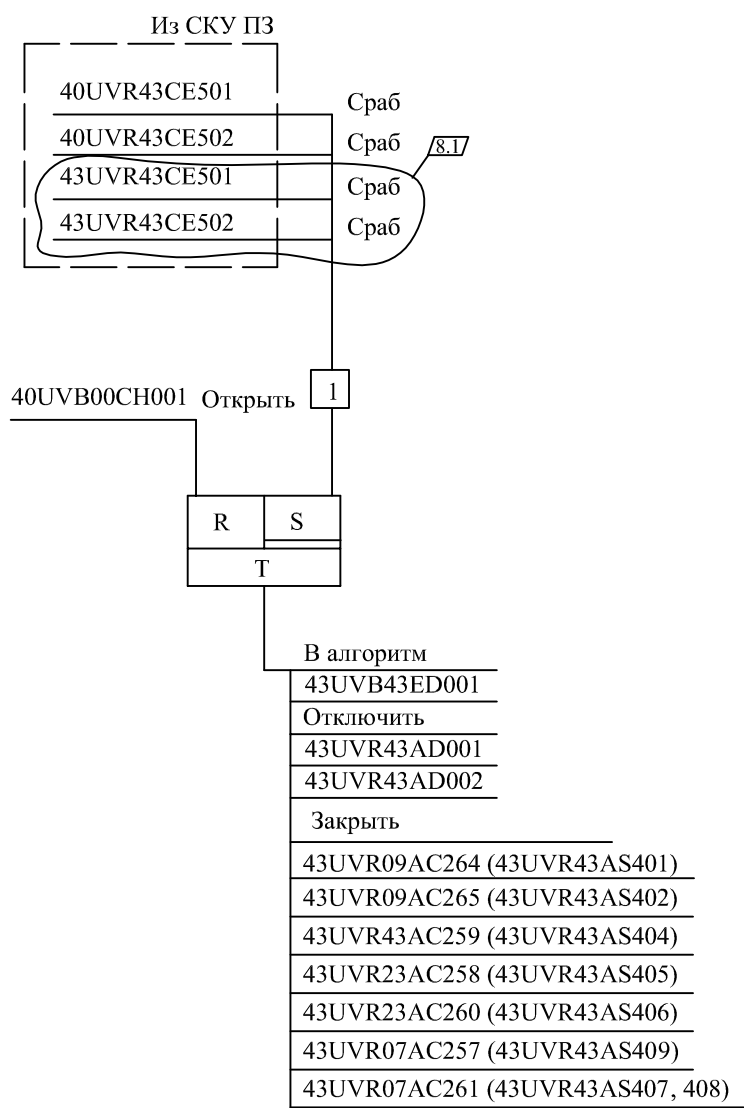 Из СКУ ПЗ
40UVR43CE501 Сраб
40UVR43CE502 Сраб
8.1
43UVR43CE501 Сраб
43UVR43CE502 Сраб
1
40UVB00CH001 Открыть
R S
T
В алгоритм
43UVB43ED001
Отключить
43UVR43AD001
43UVR43AD002
Закрыть
43UVR09AC264 (43UVR43AS401)
43UVR09AC265 (43UVR43AS402)
43UVR43AC259 (43UVR43AS404)
43UVR23AC258 (43UVR43AS405)
43UVR23AC260 (43UVR43AS406)
43UVR07AC257 (43UVR43AS409)
43UVR07AC261 (43UVR43AS407, 408)